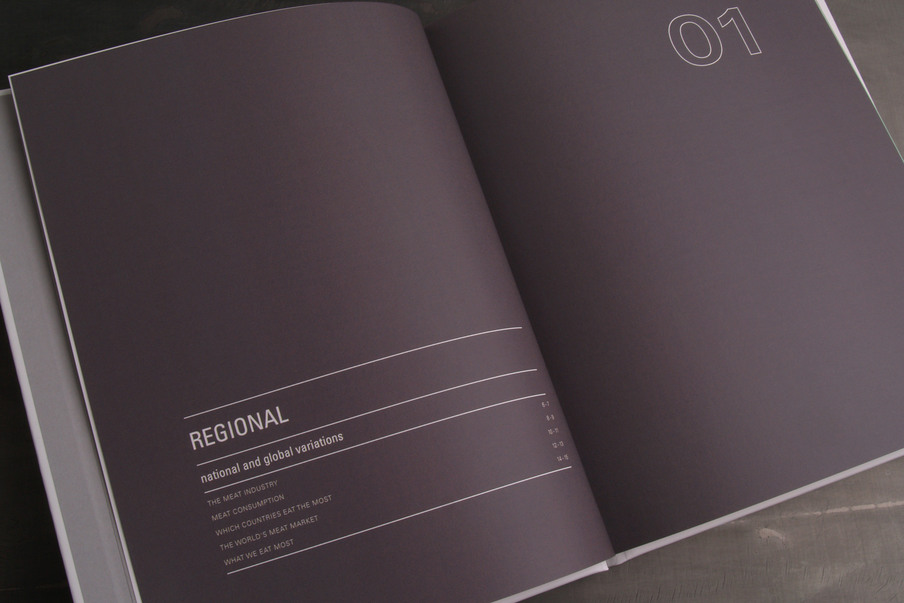 01
REGIONAL
national and global variations
THE MEAT INDUSTRY 6-7
MEAT CONSUMPTION 8-9
WHICH COUNTRIES EAT THE MOST 10-11
THE WORLD'S MEAT MARKET 12-13
WHAT WE EAT MOST 14-15